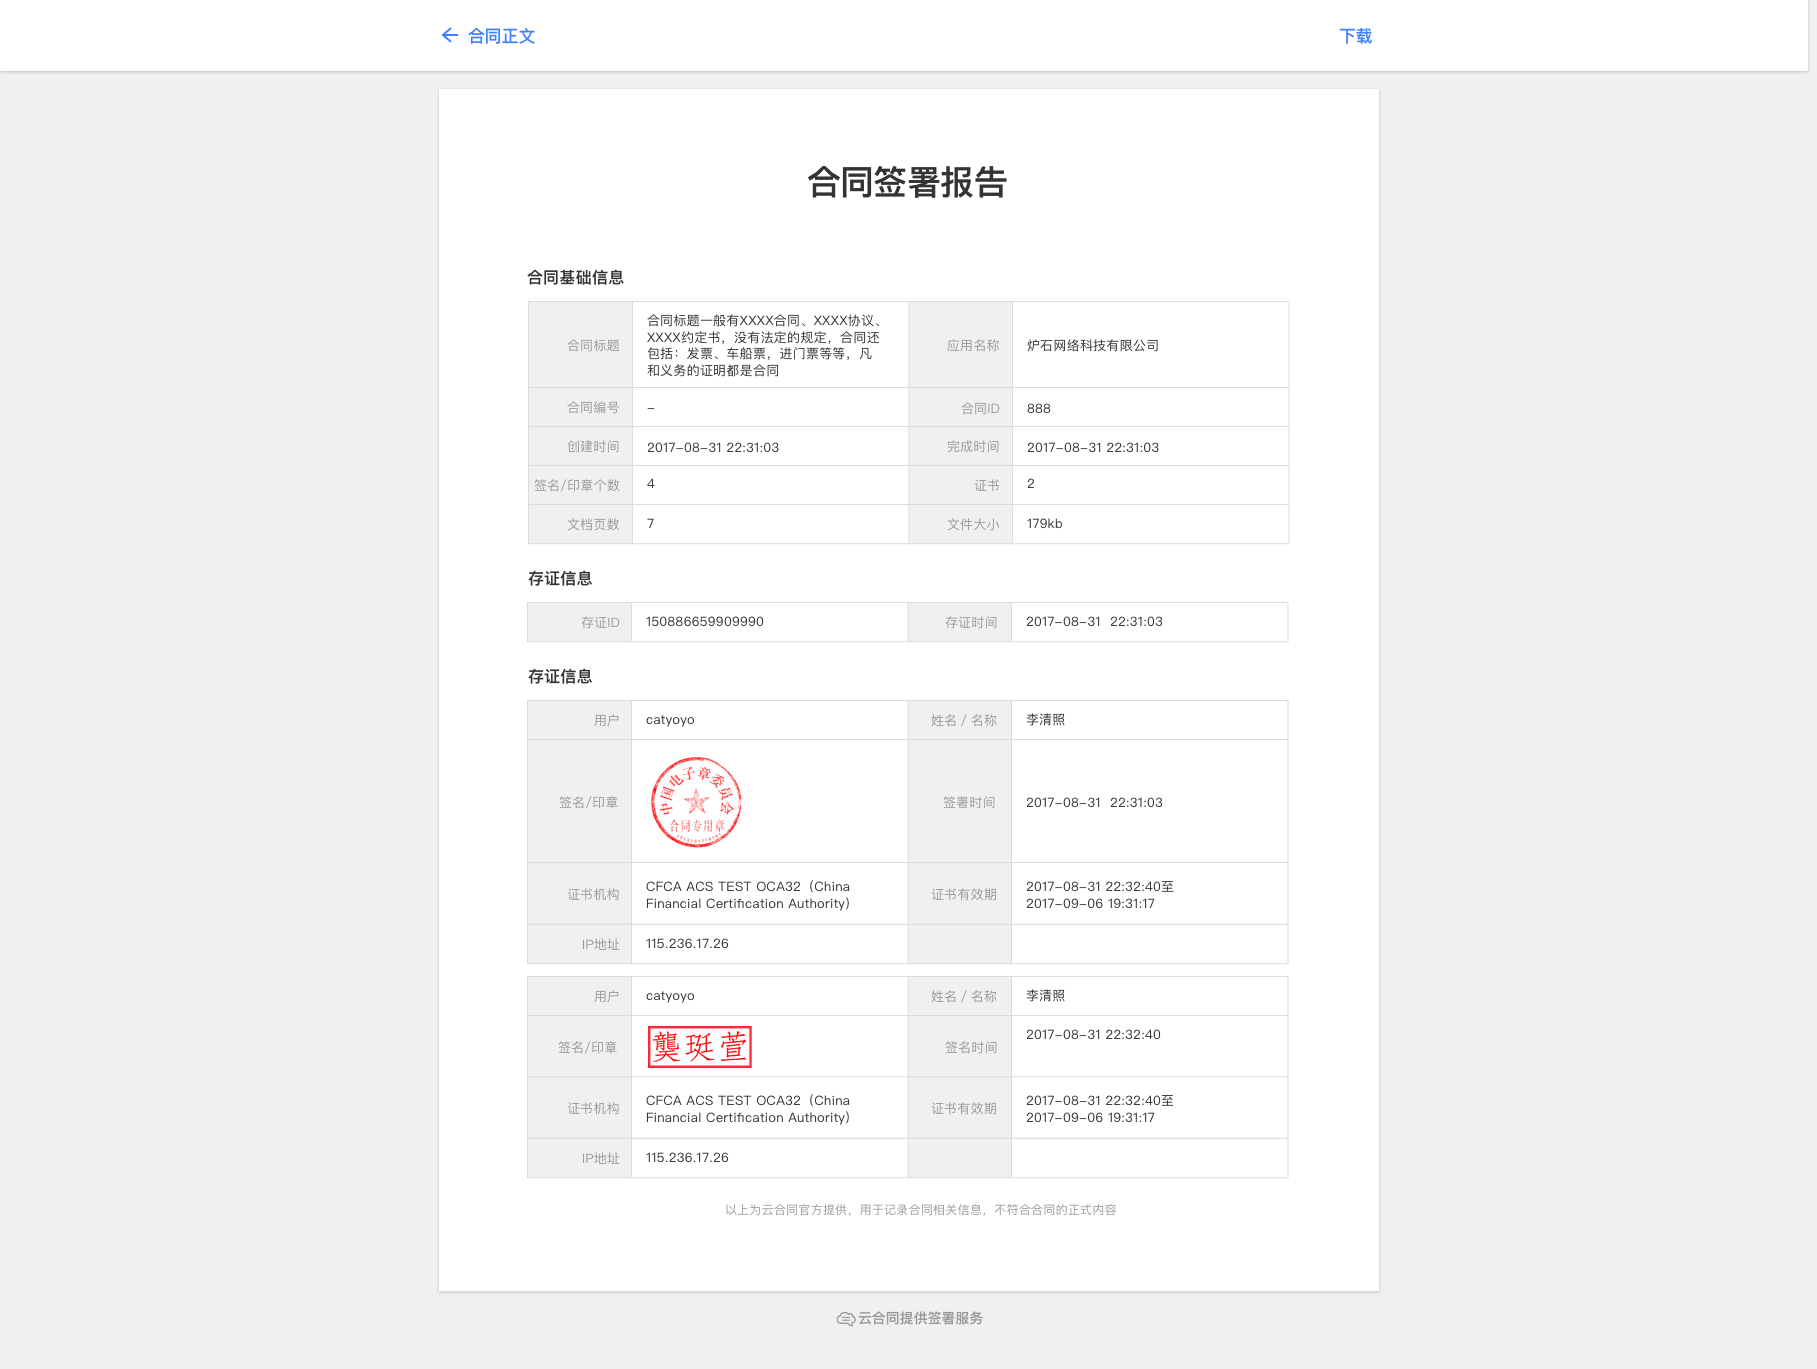 合同正文
下载
合同签署报告
合同基础信息
合同标题
合同标题一般有XXXX合同、XXXX协议、
XXXX约定书，没有法定的规定，合同还
包括：发票、车船票，进门票等等，凡
和义务的证明都是合同
应用名称
炉石网络科技有限公司
合同编号
–
合同ID
888
创建时间
2017–08–31 22:31:03
完成时间
2017–08–31 22:31:03
签名/印章个数
4
证书
2
文档页数
7
文件大小
179kb
存证信息
存证ID
150886659909990
存证时间
2017–08–31 22:31:03
存证信息
用户
catyoyo
姓名 / 名称
李清照
签名/印章
中国电子章委员会
合同专用章
签署时间
2017–08–31 22:31:03
证书机构
CFCA ACS TEST OCA32（China
Financial Certification Authority）
证书有效期
2017–08–31 22:32:40至
2017–09–06 19:31:17
IP地址
115.236.17.26
用户
catyoyo
姓名 / 名称
李清照
签名/印章
龔珽萱
签名时间
2017–08–31 22:32:40
证书机构
CFCA ACS TEST OCA32（China
Financial Certification Authority）
证书有效期
2017–08–31 22:32:40至
2017–09–06 19:31:17
IP地址
115.236.17.26
以上为云合同官方提供，用于记录合同相关信息，不符合合同的正式内容
云合同提供签署服务